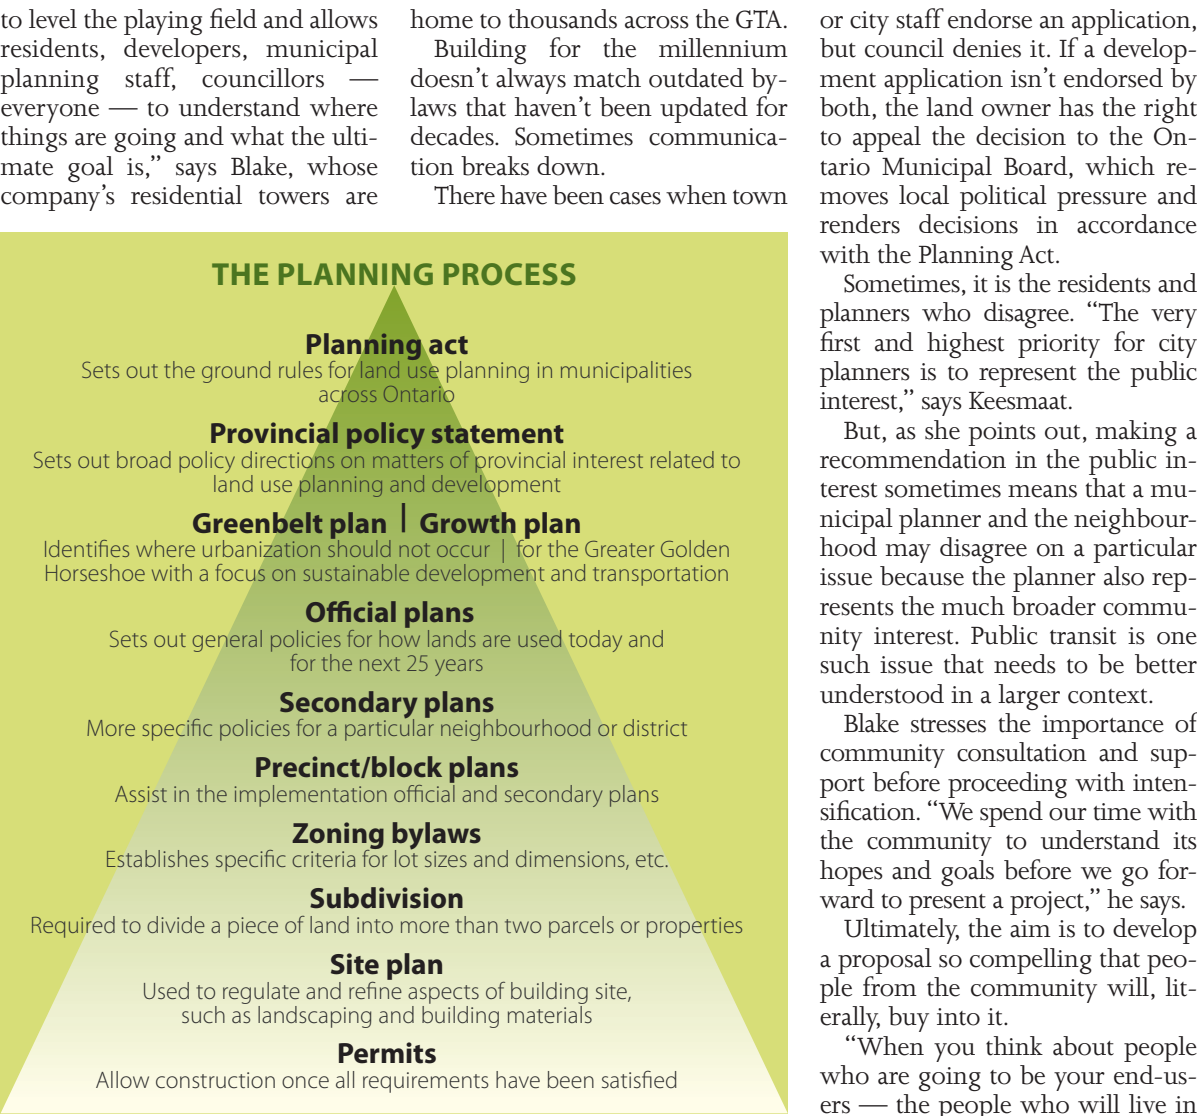 to level the playing field and allows
residents, developers, municipal
planning staff, councillors —
everyone — to understand where
things are going and what the ulti-
mate goal is,” says Blake, whose
company’s residential towers are
home to thousands across the GTA.
Building for the millennium
doesn’t always match outdated by-
laws that haven’t been updated for
decades. Sometimes communica-
tion breaks down.
There have been cases when town
or city staff endorse an application,
but council denies it. If a develop-
ment application isn’t endorsed by
both, the land owner has the right
to appeal the decision to the On-
tario Municipal Board, which re-
moves local political pressure and
renders decisions in accordance
with the Planning Act.
Sometimes, it is the residents and
planners who disagree. “The very
first and highest priority for city
planners is to represent the public
interest,” says Keesmaat.
But, as she points out, making a
recommendation in the public in-
terest sometimes means that a mu-
nicipal planner and the neighbour-
hood may disagree on a particular
issue because the planner also rep-
resents the much broader commu-
nity interest. Public transit is one
such issue that needs to be better
understood in a larger context.
Blake stresses the importance of
community consultation and sup-
port before proceeding with inten-
sification. “We spend our time with
the community to understand its
hopes and goals before we go for-
ward to present a project,” he says.
Ultimately, the aim is to develop
a proposal so compelling that peo-
ple from the community will, lit-
erally, buy into it.
“When you think about people
who are going to be your end-us-
ers — the people who will live in
THE PLANNING PROCESS
Planning act
Sets out the ground rules for land use planning in municipalities
across Ontario
Provincial policy statement
Sets out broad policy directions on matters of provincial interest related to
land use planning and development
Greenbelt plan | Growth plan
Identifies where urbanization should not occur | for the Greater Golden
Horseshoe with a focus on sustainable development and transportation
Official plans
Sets out general policies for how lands are used today and
for the next 25 years
Secondary plans
More specific policies for a particular neighbourhood or district
Precinct/block plans
Assist in the implementation official and secondary plans
Zoning bylaws
Establishes specific criteria for lot sizes and dimensions, etc.
Subdivision
Required to divide a piece of land into more than two parcels or properties
Site plan
Used to regulate and refine aspects of building site,
such as landscaping and building materials
Permits
Allow construction once all requirements have been satisfied